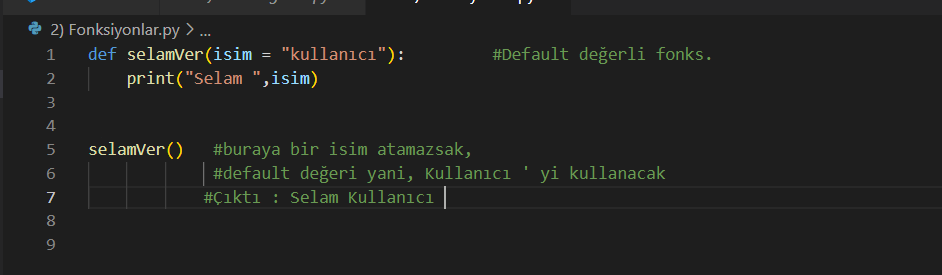 2) Fonksiyonlar.py > ...
1 def selamVer(isim = "kullanıcı"): #Default değerli fonks.
2 print("Selam ",isim)
3
4
5 selamVer() #buraya bir isim atamazsak,
6 #default değeri yani, Kullanıcı ' yi kullanacak
7 #Çıktı : Selam Kullanıcı
8
9